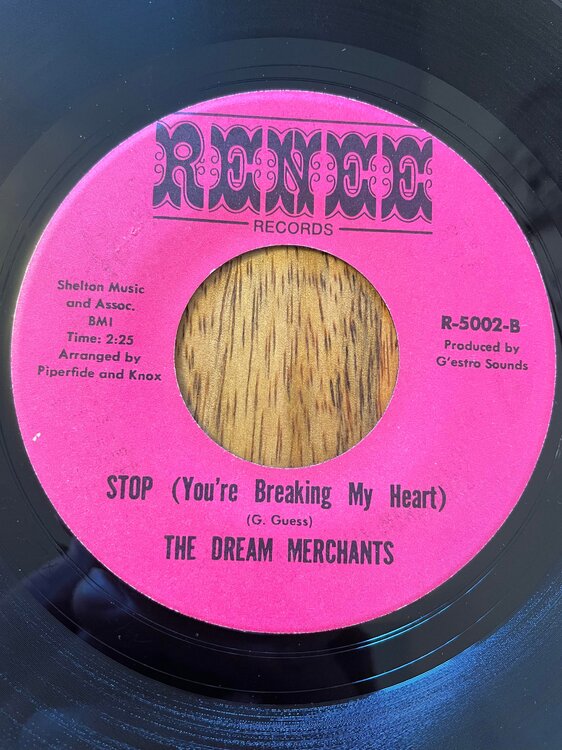 RENEE
RECORDS
Shelton Music
and Assoc.
BMI
Time: 2:25
Arranged by
Piperfide and Knox
R-5002-B
Produced by
G'estro Sounds
STOP (You're Breaking My Heart)
(G. Guess)
THE DREAM MERCHANTS